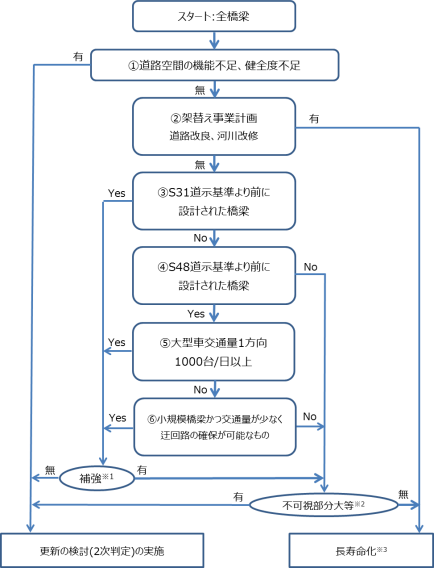 スタート:全橋梁
有
①道路空間の機能不足、健全度不足
無
②架替え事業計画
道路改良、河川改修
有
無
Yes
③S31道示基準より前に
設計された橋梁
No
④S48道示基準より前に
設計された橋梁
No
Yes
Yes
⑤大型車交通量1方向
1000台/日以上
No
Yes
⑥小規模橋梁かつ交通量が少なく
迂回路の確保が可能なもの
No
無
補強※1
有
有
不可視部分大等※2
無
更新の検討(2次判定)の実施
長寿命化※3